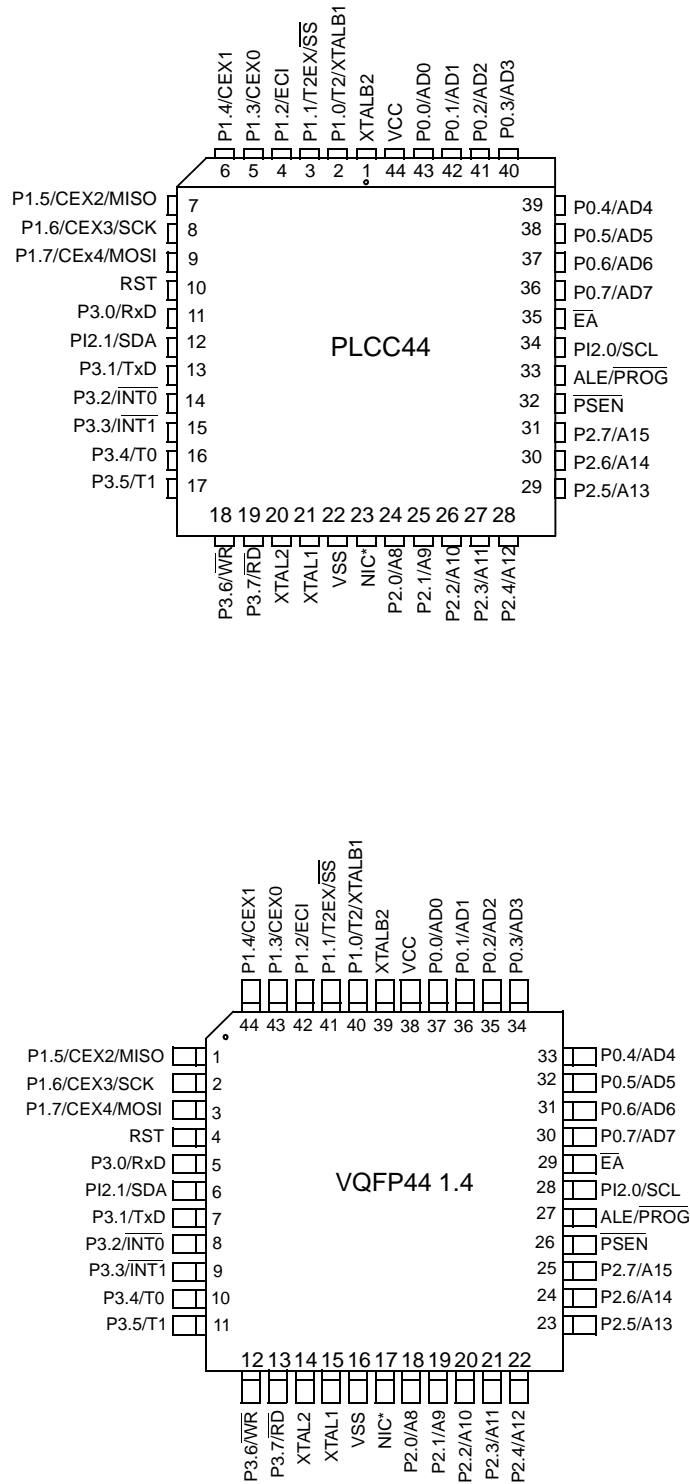 P1.4/CEX1
P1.3/CEX0
P1.2/ECI
P1.1/T2EX/S̅S̅
P1.0/T2/XTALB1
XTALB2
VCC
P0.0/AD0
P0.1/AD1
P0.2/AD2
P0.3/AD3
6 5 4 3 2 1 44 43 42 41 40
P1.5/CEX2/MISO 7
P1.6/CEX3/SCK 8
P1.7/CEx4/MOSI 9
RST 10
P3.0/RxD 11
PI2.1/SDA 12
P3.1/TxD 13
P3.2/I̅N̅T̅0̅ 14
P3.3/I̅N̅T̅1̅ 15
P3.4/T0 16
P3.5/T1 17
PLCC44
39 P0.4/AD4
38 P0.5/AD5
37 P0.6/AD6
36 P0.7/AD7
35 E̅A̅
34 PI2.0/SCL
33 ALE/P̅R̅O̅G̅
32 P̅S̅E̅N̅
31 P2.7/A15
30 P2.6/A14
29 P2.5/A13
18 19 20 21 22 23 24 25 26 27 28
P3.6/W̅R̅
P3.7/R̅D̅
XTAL2
XTAL1
VSS
NIC*
P2.0/A8
P2.1/A9
P2.2/A10
P2.3/A11
P2.4/A12
P1.4/CEX1
P1.3/CEX0
P1.2/ECI
P1.1/T2EX/S̅S̅
P1.0/T2/XTALB1
XTALB2
VCC
P0.0/AD0
P0.1/AD1
P0.2/AD2
P0.3/AD3
44 43 42 41 40 39 38 37 36 35 34
P1.5/CEX2/MISO 1
P1.6/CEX3/SCK 2
P1.7/CEX4/MOSI 3
RST 4
P3.0/RxD 5
PI2.1/SDA 6
P3.1/TxD 7
P3.2/I̅N̅T̅0̅ 8
P3.3/I̅N̅T̅1̅ 9
P3.4/T0 10
P3.5/T1 11
VQFP44 1.4
33 P0.4/AD4
32 P0.5/AD5
31 P0.6/AD6
30 P0.7/AD7
29 E̅A̅
28 PI2.0/SCL
27 ALE/P̅R̅O̅G̅
26 P̅S̅E̅N̅
25 P2.7/A15
24 P2.6/A14
23 P2.5/A13
12 13 14 15 16 17 18 19 20 21 22
P3.6/W̅R̅
P3.7/R̅D̅
XTAL2
XTAL1
VSS
NIC*
P2.0/A8
P2.1/A9
P2.2/A10
P2.3/A11
P2.4/A12